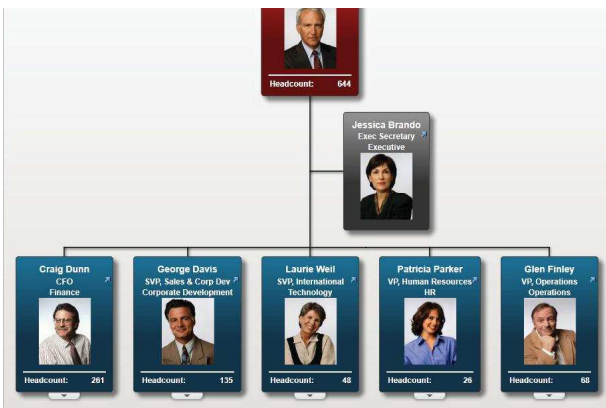 Headcount: 644
Jessica Brando
Exec Secretary
Executive
Craig Dunn
CFO
Finance
Headcount: 261
George Davis
SVP, Sales & Corp Dev
Corporate Development
Headcount: 135
Laurie Weil
SVP, International
Technology
Headcount: 48
Patricia Parker
VP, Human Resources
HR
Headcount: 26
Glen Finley
VP, Operations
Operations
Headcount: 68